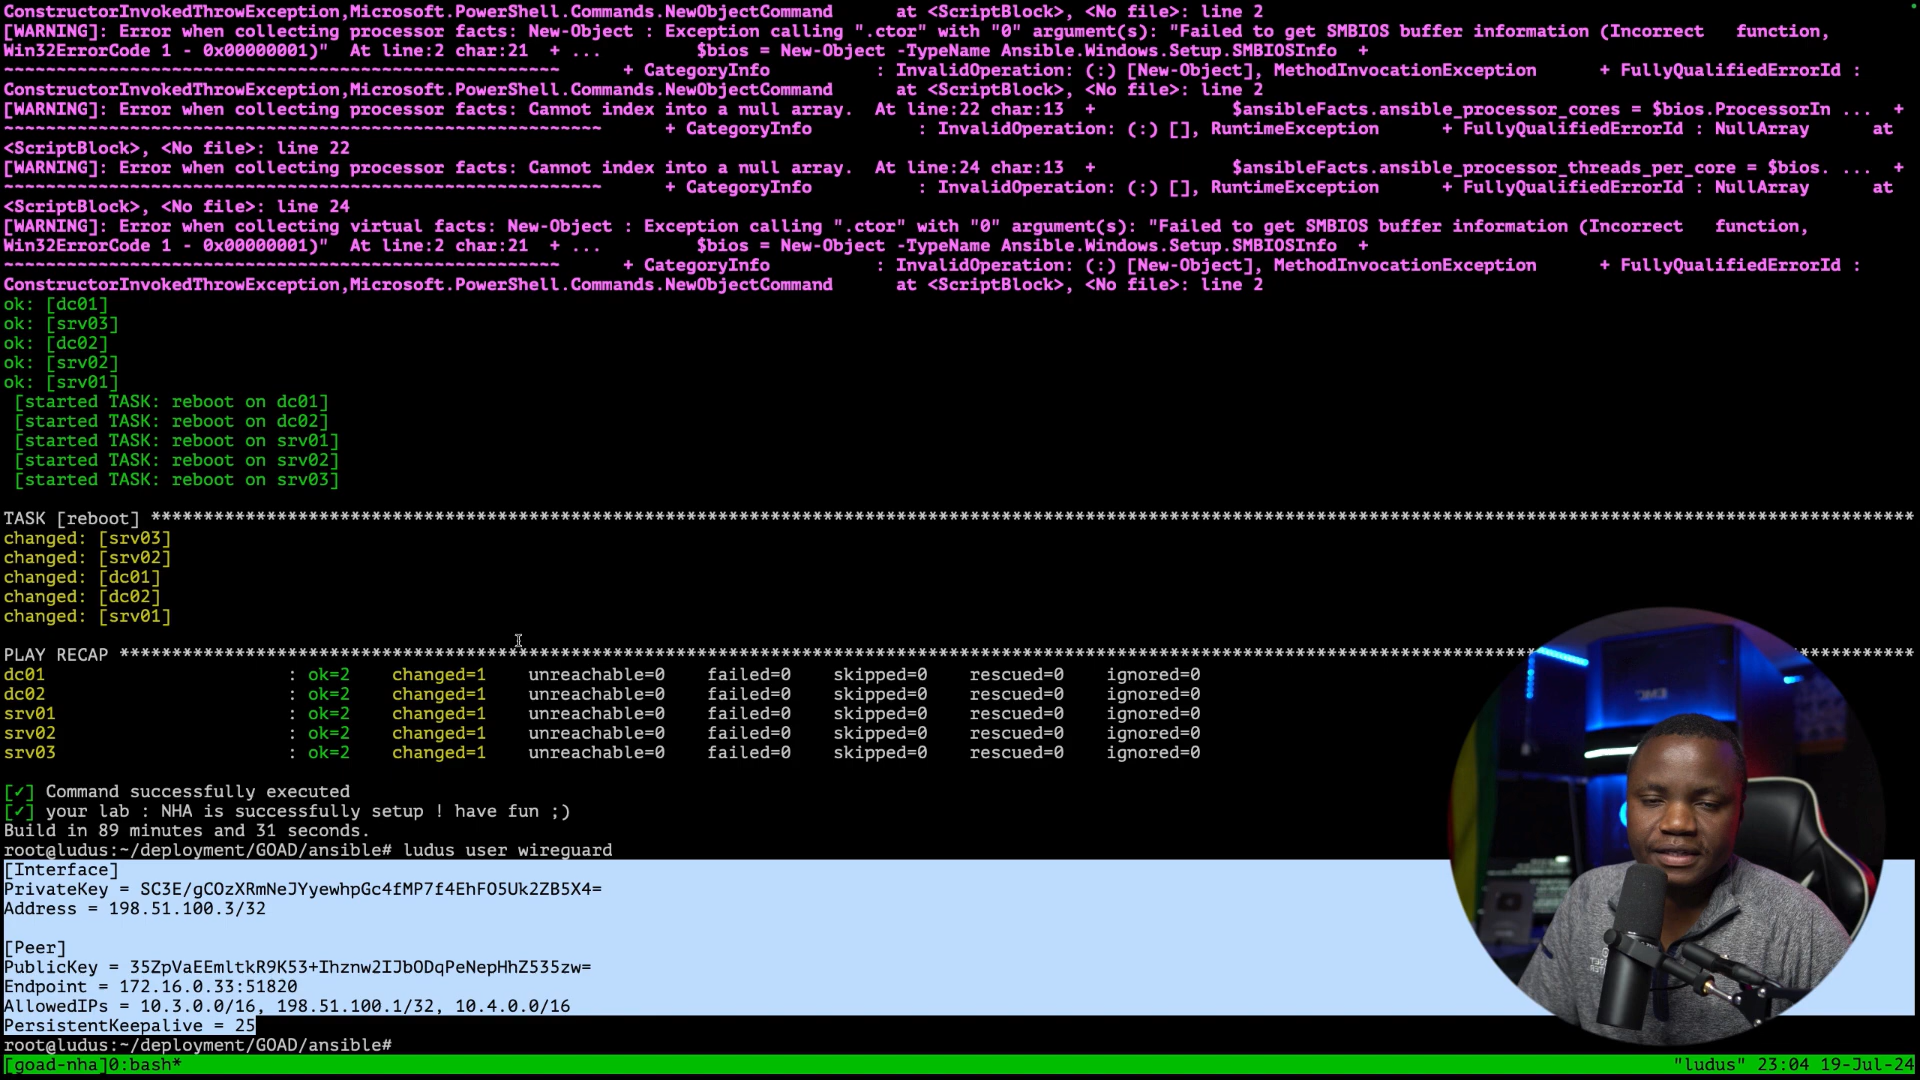 ConstructorInvokedThrowException,Microsoft.PowerShell.Commands.NewObjectCommand      at <ScriptBlock>, <No file>: line 2
[WARNING]: Error when collecting processor facts: New-Object : Exception calling ".ctor" with "0" argument(s): "Failed to get SMBIOS buffer information (Incorrect   function,
Win32ErrorCode 1 - 0x00000001)"  At line:2 char:21  + ...         $bios = New-Object -TypeName Ansible.Windows.Setup.SMBIOSInfo  +
~~~~~~~~~~~~~~~~~~~~~~~~~~~~~~~~~~~~~~~~~~~~~~~~~~~~~      + CategoryInfo          : InvalidOperation: (:) [New-Object], MethodInvocationException      + FullyQualifiedErrorId :
ConstructorInvokedThrowException,Microsoft.PowerShell.Commands.NewObjectCommand      at <ScriptBlock>, <No file>: line 2
[WARNING]: Error when collecting processor facts: Cannot index into a null array.  At line:22 char:13  +             $ansibleFacts.ansible_processor_cores = $bios.ProcessorIn ...  +
~~~~~~~~~~~~~~~~~~~~~~~~~~~~~~~~~~~~~~~~~~~~~~~~~~~~~~~~~      + CategoryInfo          : InvalidOperation: (:) [], RuntimeException      + FullyQualifiedErrorId : NullArray      at
<ScriptBlock>, <No file>: line 22
[WARNING]: Error when collecting processor facts: Cannot index into a null array.  At line:24 char:13  +             $ansibleFacts.ansible_processor_threads_per_core = $bios. ...  +
~~~~~~~~~~~~~~~~~~~~~~~~~~~~~~~~~~~~~~~~~~~~~~~~~~~~~~~~~      + CategoryInfo          : InvalidOperation: (:) [], RuntimeException      + FullyQualifiedErrorId : NullArray      at
<ScriptBlock>, <No file>: line 24
[WARNING]: Error when collecting virtual facts: New-Object : Exception calling ".ctor" with "0" argument(s): "Failed to get SMBIOS buffer information (Incorrect   function,
Win32ErrorCode 1 - 0x00000001)"  At line:2 char:21  + ...         $bios = New-Object -TypeName Ansible.Windows.Setup.SMBIOSInfo  +
~~~~~~~~~~~~~~~~~~~~~~~~~~~~~~~~~~~~~~~~~~~~~~~~~~~~~      + CategoryInfo          : InvalidOperation: (:) [New-Object], MethodInvocationException      + FullyQualifiedErrorId :
ConstructorInvokedThrowException,Microsoft.PowerShell.Commands.NewObjectCommand      at <ScriptBlock>, <No file>: line 2
ok: [dc01]
ok: [srv03]
ok: [dc02]
ok: [srv02]
ok: [srv01]
[started TASK: reboot on dc01]
[started TASK: reboot on dc02]
[started TASK: reboot on srv01]
[started TASK: reboot on srv02]
[started TASK: reboot on srv03]
TASK [reboot] ************************************************************************************************************************************************************************
changed: [srv03]
changed: [srv02]
changed: [dc01]
changed: [dc02]
changed: [srv01]
PLAY RECAP ***************************************************************************************************************************************************************************
dc01                       : ok=2    changed=1    unreachable=0    failed=0    skipped=0    rescued=0    ignored=0
dc02                       : ok=2    changed=1    unreachable=0    failed=0    skipped=0    rescued=0    ignored=0
srv01                      : ok=2    changed=1    unreachable=0    failed=0    skipped=0    rescued=0    ignored=0
srv02                      : ok=2    changed=1    unreachable=0    failed=0    skipped=0    rescued=0    ignored=0
srv03                      : ok=2    changed=1    unreachable=0    failed=0    skipped=0    rescued=0    ignored=0
[✓] Command successfully executed
[✓] your lab : NHA is successfully setup ! have fun ;)
Build in 89 minutes and 31 seconds.
root@ludus:~/deployment/GOAD/ansible# ludus user wireguard
[Interface]
PrivateKey = SC3E/gCOzXRmNeJYyewhpGc4fMP7f4EhFO5Uk2ZB5X4=
Address = 198.51.100.3/32
[Peer]
PublicKey = 35ZpVaEEmltkR9K53+Ihznw2IJbODqPeNepHhZ535zw=
Endpoint = 172.16.0.33:51820
AllowedIPs = 10.3.0.0/16, 198.51.100.1/32, 10.4.0.0/16
PersistentKeepalive = 25
root@ludus:~/deployment/GOAD/ansible#
[goad-nha]0:bash*     "ludus" 23:04 19-Jul-24